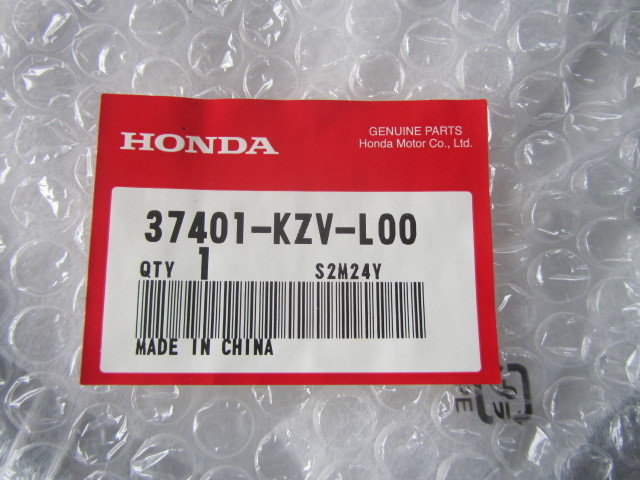 HONDA
GENUINE PARTS
Honda Motor Co., Ltd.
37401-KZV-L00
QTY 1 S2M24Y
MADE IN CHINA